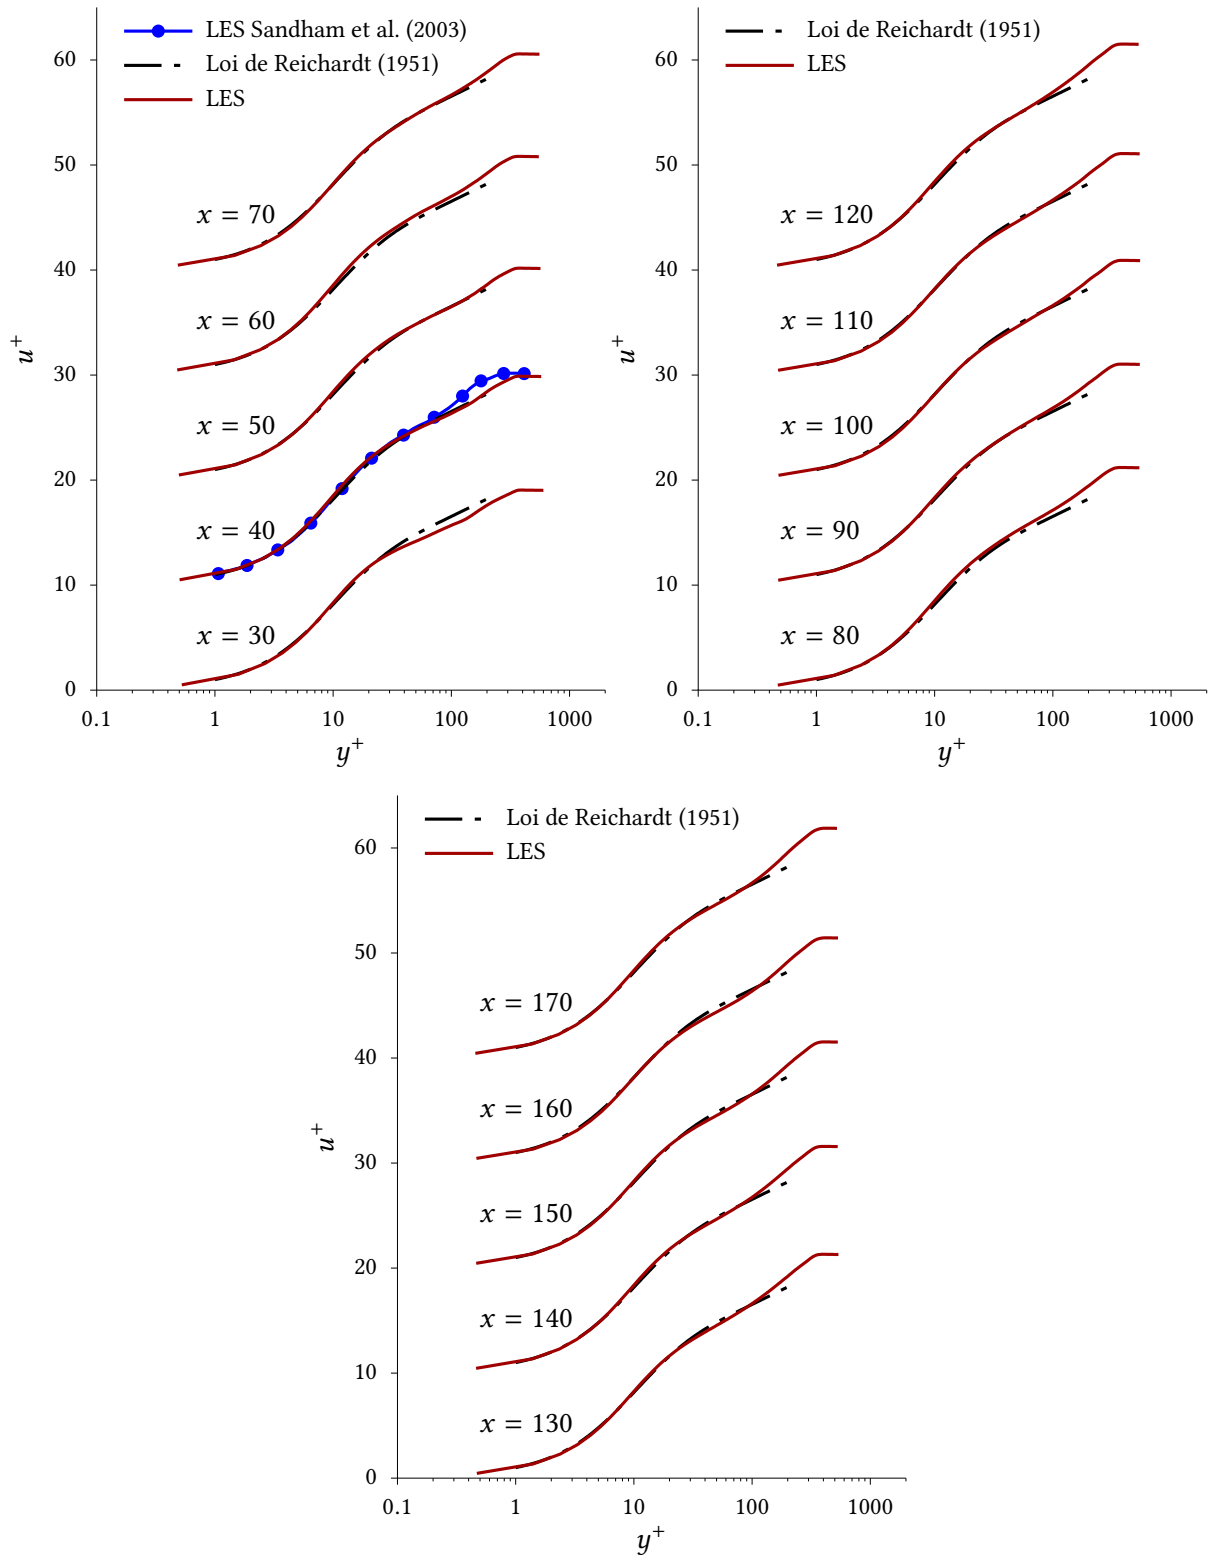 LES Sandham et al. (2003)
Loi de Reichardt (1951)
LES
60
50
40
30
20
10
0
u⁺
x = 70
x = 60
x = 50
x = 40
x = 30
0.1 1 10 100 1000
y⁺
Loi de Reichardt (1951)
LES
60
50
40
30
20
10
0
u⁺
x = 120
x = 110
x = 100
x = 90
x = 80
0.1 1 10 100 1000
y⁺
Loi de Reichardt (1951)
LES
60
50
40
30
20
10
0
u⁺
x = 170
x = 160
x = 150
x = 140
x = 130
0.1 1 10 100 1000
y⁺